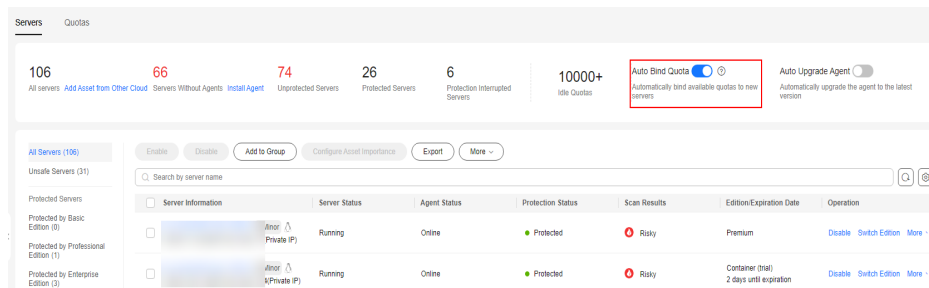 Servers Quotas
106 66 74 26 6 10000+ Auto Bind Quota Auto Upgrade Agent
All servers Add Asset from Other Cloud Servers Without Agents Install Agent Unprotected Servers Protected Servers Protection Interrupted Servers Idle Quotas Automatically bind available quotas to new servers Automatically upgrade the agent to the latest version
All Servers (106) Enable Disable Add to Group Configure Asset Importance Export More
Unsafe Servers (31) Search by server name
Protected Servers Server Information Server Status Agent Status Protection Status Scan Results Edition/Expiration Date Operation
Protected by Basic Edition (0)
Minor
Private IP) Running Online Protected Risky Premium Disable Switch Edition More
Protected by Professional Edition (1)
Protected by Enterprise Edition (3)
Minor
(Private IP) Running Online Protected Risky Container (trial) Disable Switch Edition More
2 days until expiration